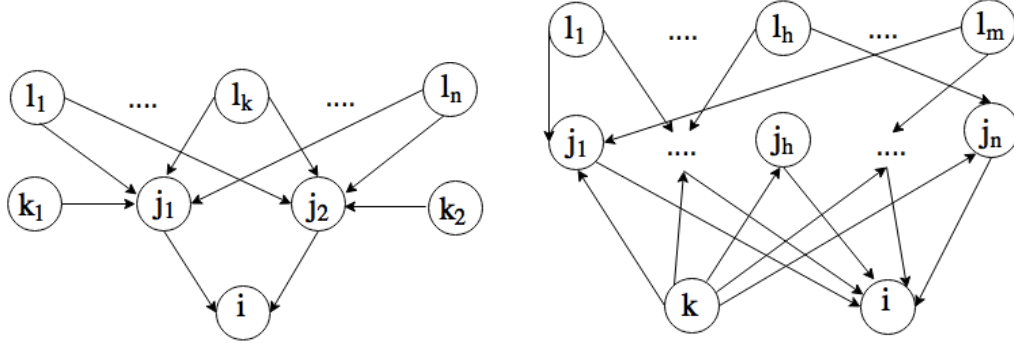 l₁ .... lₖ .... lₙ
k₁ j₁ j₂ k₂
i
l₁ .... lₕ .... lₘ
j₁ .... jₕ .... jₙ
k i